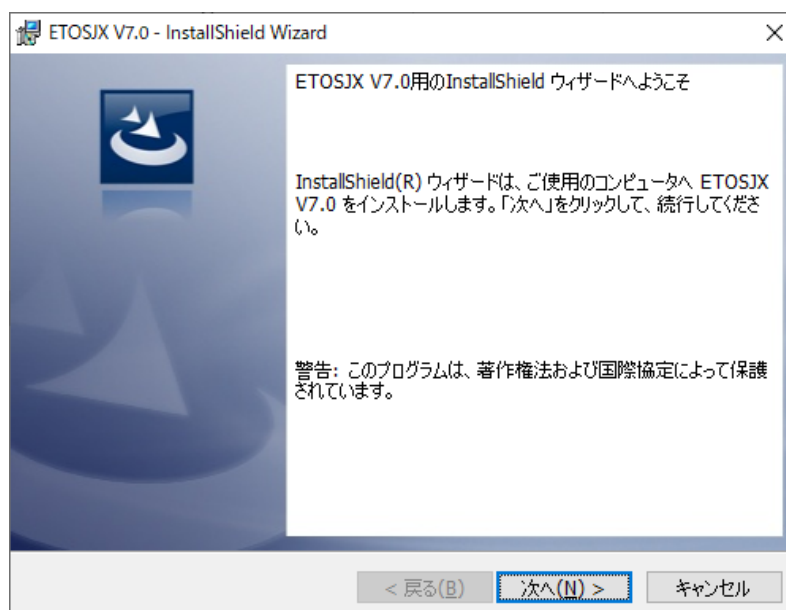 ETOSJX V7.0 - InstallShield Wizard
ETOSJX V7.0用のInstallShield ウィザードへようこそ
InstallShield(R) ウィザードは、ご使用のコンピュータへ ETOSJX
V7.0 をインストールします。「次へ」をクリックして、続行してくださ
い。
警告: このプログラムは、著作権法および国際協定によって保護
されています。
< 戻る(B)
次へ(N) >
キャンセル